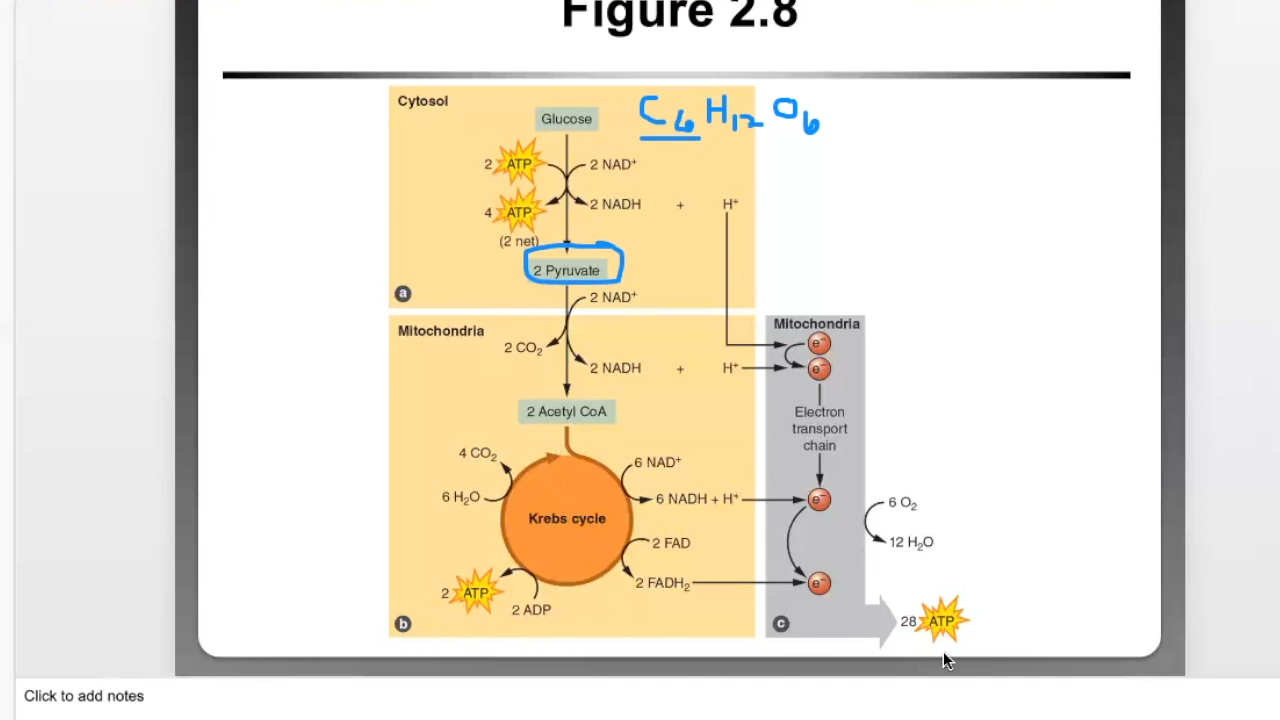 Figure 2.8
Cytosol
Glucose
C₆H₁₂O₆
2 ATP
2 NAD⁺
4 ATP
2 NADH + H⁺
(2 net)
2 Pyruvate
a
2 NAD⁺
Mitochondria
2 CO₂
2 NADH + H⁺
2 Acetyl CoA
4 CO₂
6 NAD⁺
6 H₂O
6 NADH + H⁺
Krebs cycle
2 FAD
2 FADH₂
2 ATP
2 ADP
b
Mitochondria
e⁻
e⁻
Electron
transport
chain
e⁻
6 O₂
12 H₂O
e⁻
c
28 ATP
Click to add notes